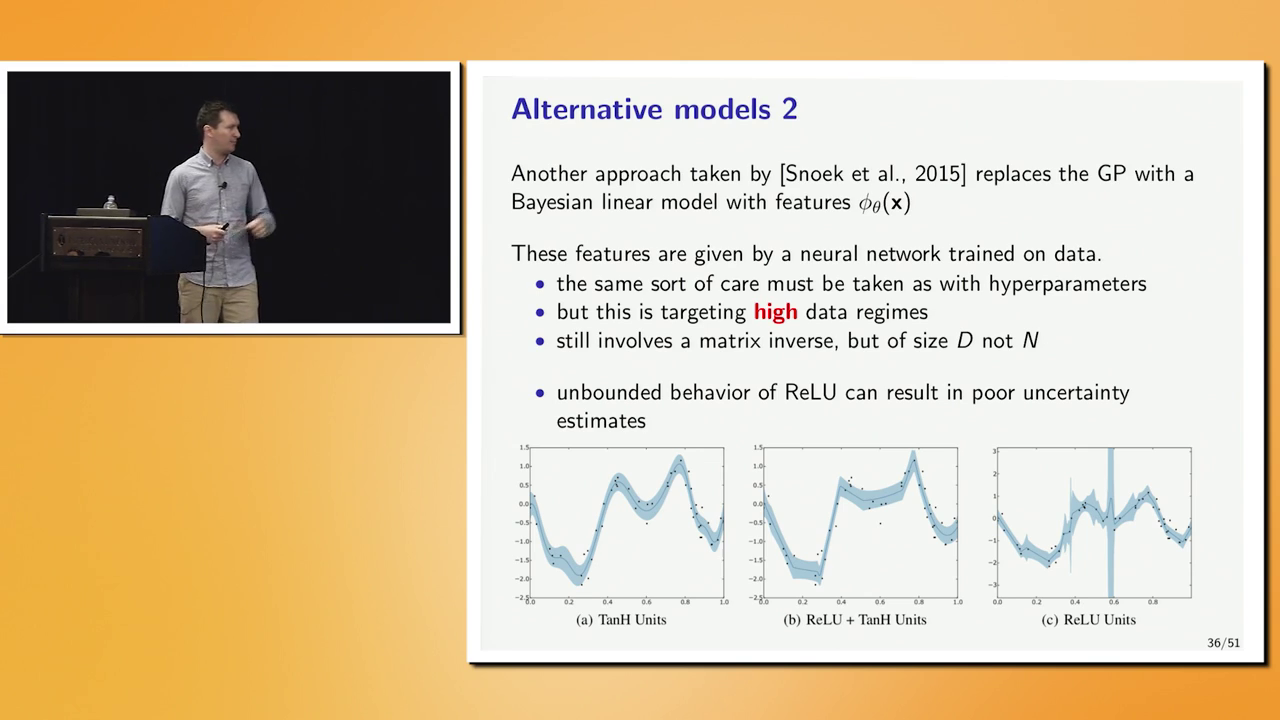 Alternative models 2
Another approach taken by [Snoek et al., 2015] replaces the GP with a
Bayesian linear model with features ϕθ(x)
These features are given by a neural network trained on data.
• the same sort of care must be taken as with hyperparameters
• but this is targeting high data regimes
• still involves a matrix inverse, but of size D not N
• unbounded behavior of ReLU can result in poor uncertainty
estimates
1.5
1.0
0.5
0.0
−0.5
−1.0
−1.5
−2.0
−2.5
0.0 0.2 0.4 0.6 0.8 1.0
(a) TanH Units
1.5
1.0
0.5
0.0
−0.5
−1.0
−1.5
−2.0
−2.5
0.0 0.2 0.4 0.6 0.8 1.0
(b) ReLU + TanH Units
3
2
1
0
−1
−2
−3
0.0 0.2 0.4 0.6 0.8
(c) ReLU Units
36/51